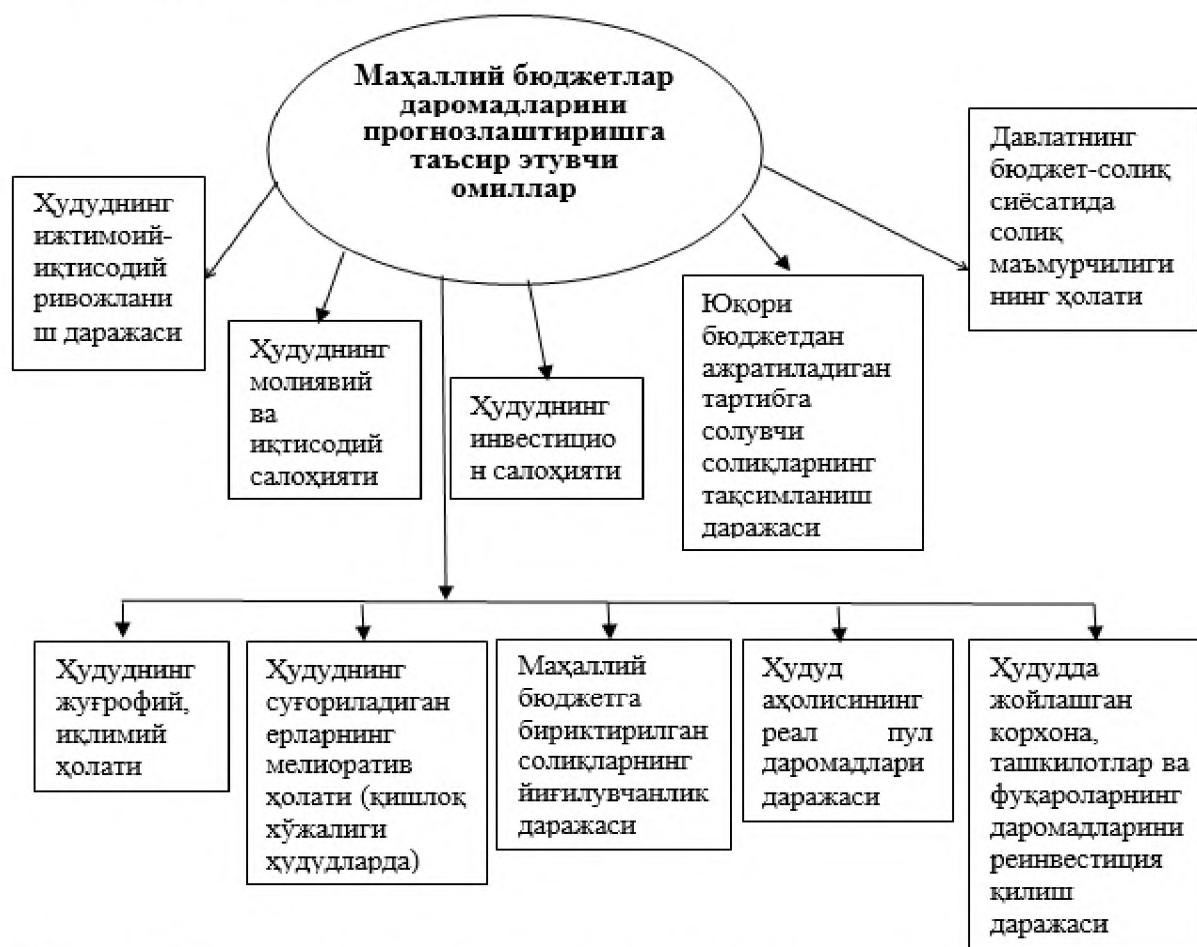 Маҳаллий бюджетлар
даромадларини
прогнозлаштиришга
таъсир этувчи
омиллар
Ҳудуднинг
ижтимоий-
иқтисодий
ривожлани
ш даражаси
Ҳудуднинг
молиявий
ва
иқтисодий
салоҳияти
Ҳудуднинг
инвестицио
н салоҳияти
Юқори
бюджетдан
ажратиладиган
тартибга
солувчи
солиқларнинг
тақсимланиш
даражаси
Давлатнинг
бюджет-солиқ
сиёсатида
солиқ
маъмурчилиги
нинг ҳолати
Ҳудуднинг
жуғрофий,
иқлимий
ҳолати
Ҳудуднинг
суғориладиган
ерларнинг
мелиоратив
ҳолати (қишлоқ
хўжалиги
ҳудудларда)
Маҳаллий
бюджетга
бириктирилган
солиқларнинг
йиғилувчанлик
даражаси
Ҳудуд
аҳолисининг
реал пул
даромадлари
даражаси
Ҳудудда
жойлашган
корхона,
ташкилотлар ва
фуқароларнинг
даромадларини
реинвестиция
қилиш
даражаси